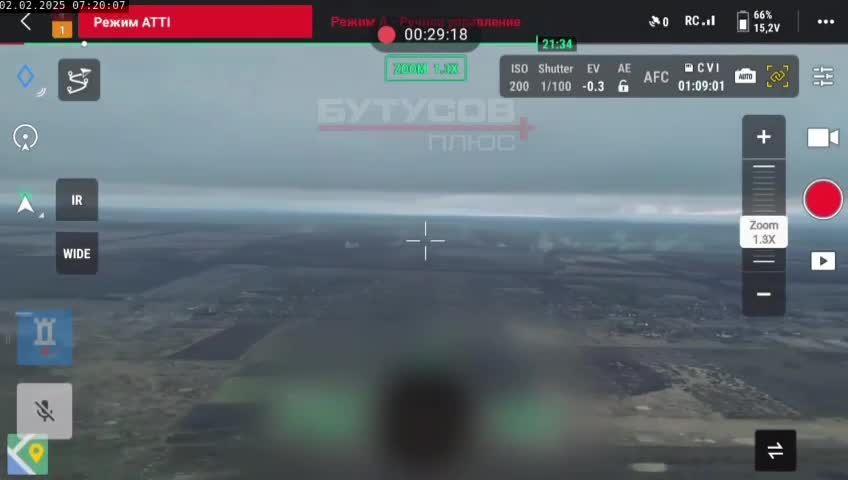 02.02.2025 07:20:07
1
Режим ATTI
Режим A
Ручное управление
00:29:18
0
RC
66%
15,2V
21:34
ZOOM 1.3X
ISO
200
Shutter
1/100
EV
-0.3
AE
AFC
CVI
01:09:01
AUTO
БУТУСОВ
ПЛЮС
IR
WIDE
Zoom
1.3X